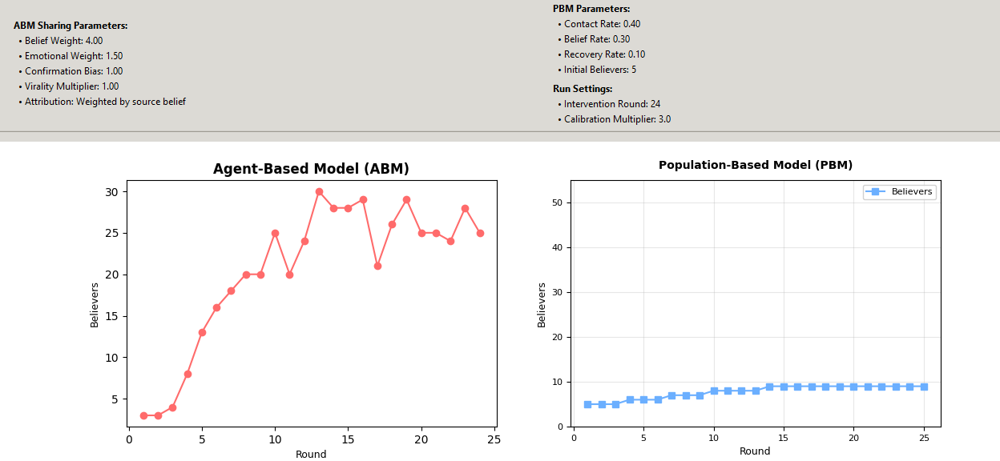 ABM Sharing Parameters:
• Belief Weight: 4.00
• Emotional Weight: 1.50
• Confirmation Bias: 1.00
• Virality Multiplier: 1.00
• Attribution: Weighted by source belief
PBM Parameters:
• Contact Rate: 0.40
• Belief Rate: 0.30
• Recovery Rate: 0.10
• Initial Believers: 5
Run Settings:
• Intervention Round: 24
• Calibration Multiplier: 3.0
Agent-Based Model (ABM)
30
25
20
15
10
5
Believers
0 5 10 15 20 25
Round
Population-Based Model (PBM)
Believers
50
40
30
20
10
0
Believers
0 5 10 15 20 25
Round